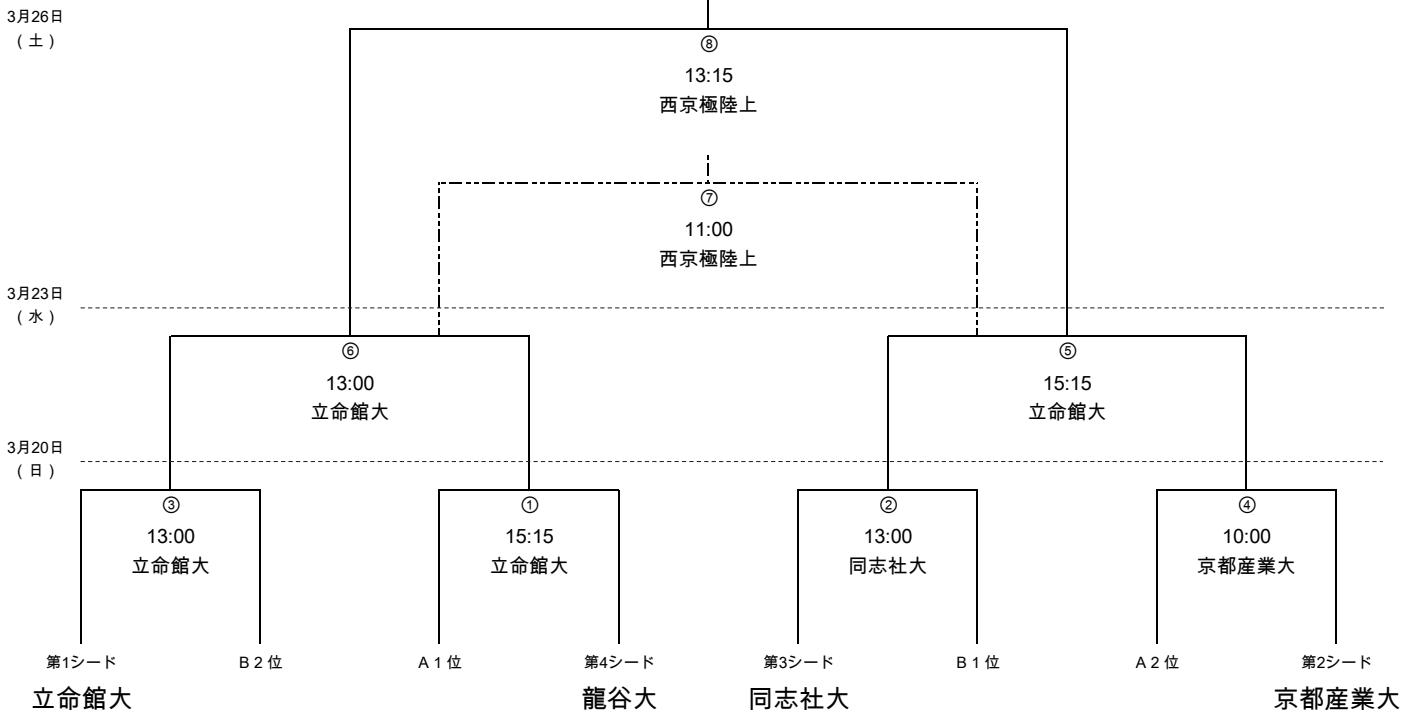 3月26日
（土）
⑧
13:15
西京極陸上
⑦
11:00
西京極陸上
3月23日
（水）
⑥ ⑤
13:00 15:15
立命館大 立命館大
3月20日
（日）
③ ① ② ④
13:00 15:15 13:00 10:00
立命館大 立命館大 同志社大 京都産業大
第1シード B 2 位 A 1 位 第4シード 第3シード B 1 位 A 2 位 第2シード
立命館大 龍谷大 同志社大 京都産業大